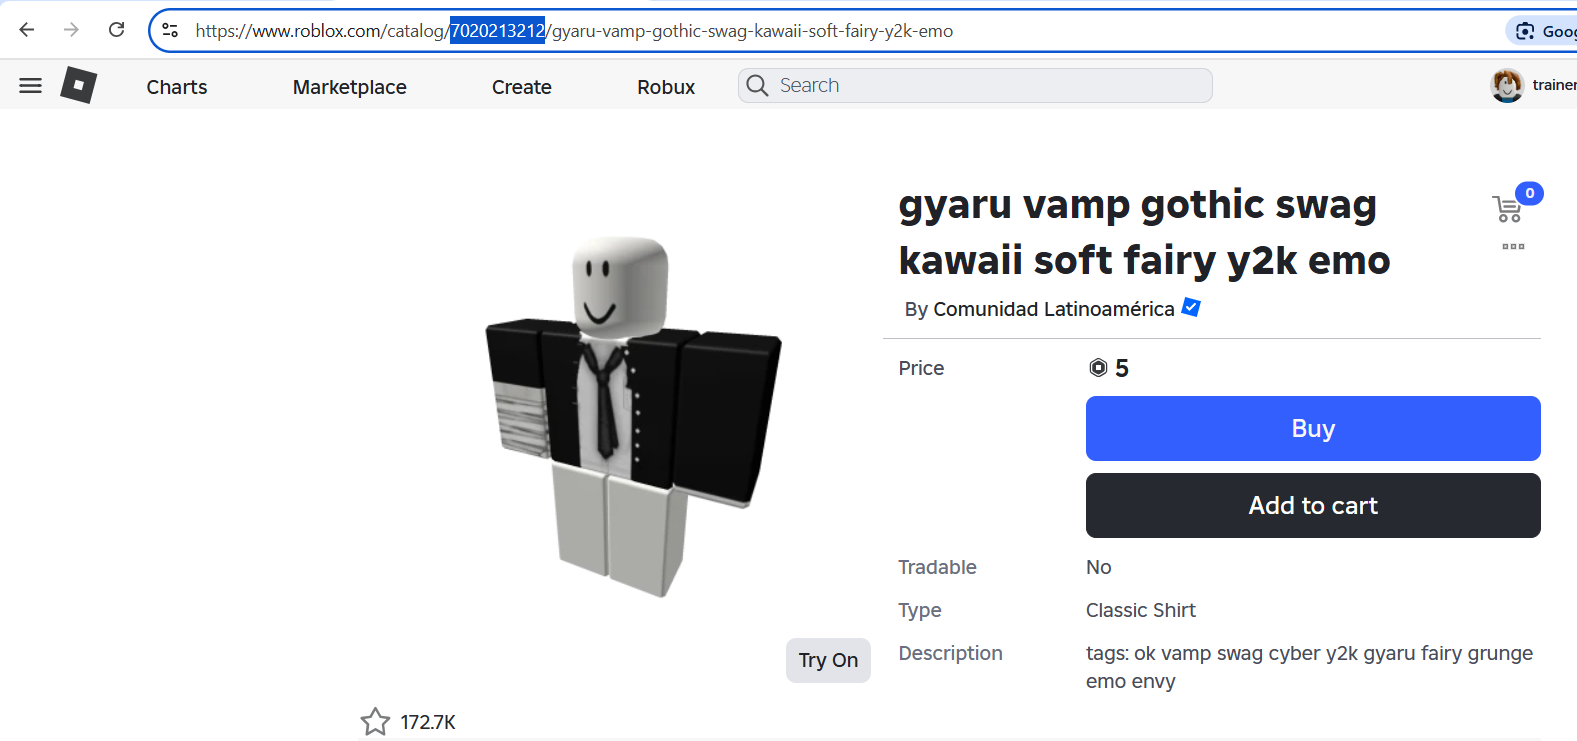 https://www.roblox.com/catalog/7020213212/gyaru-vamp-gothic-swag-kawaii-soft-fairy-y2k-emo
Goog
Charts
Marketplace
Create
Robux
Search
trainer
gyaru vamp gothic swag
kawaii soft fairy y2k emo
0
By Comunidad Latinoamérica
Price
5
Buy
Add to cart
Tradable
No
Type
Classic Shirt
Description
tags: ok vamp swag cyber y2k gyaru fairy grunge
emo envy
Try On
172.7K